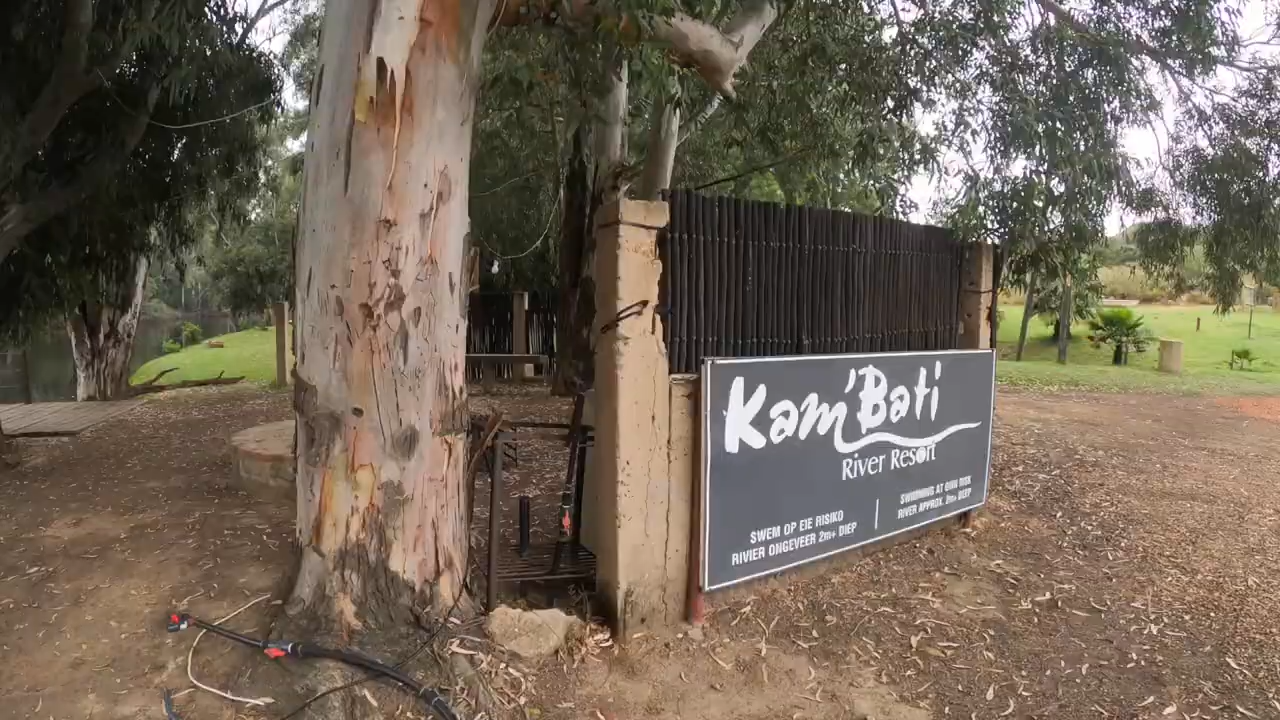 Kam'Bati
River Resort
SWEM OP EIE RISIKO
RIVIER ONGEVEER 2m+ DIEP
SWIMMING AT OWN RISK
RIVER APPROX. 2m+ DEEP